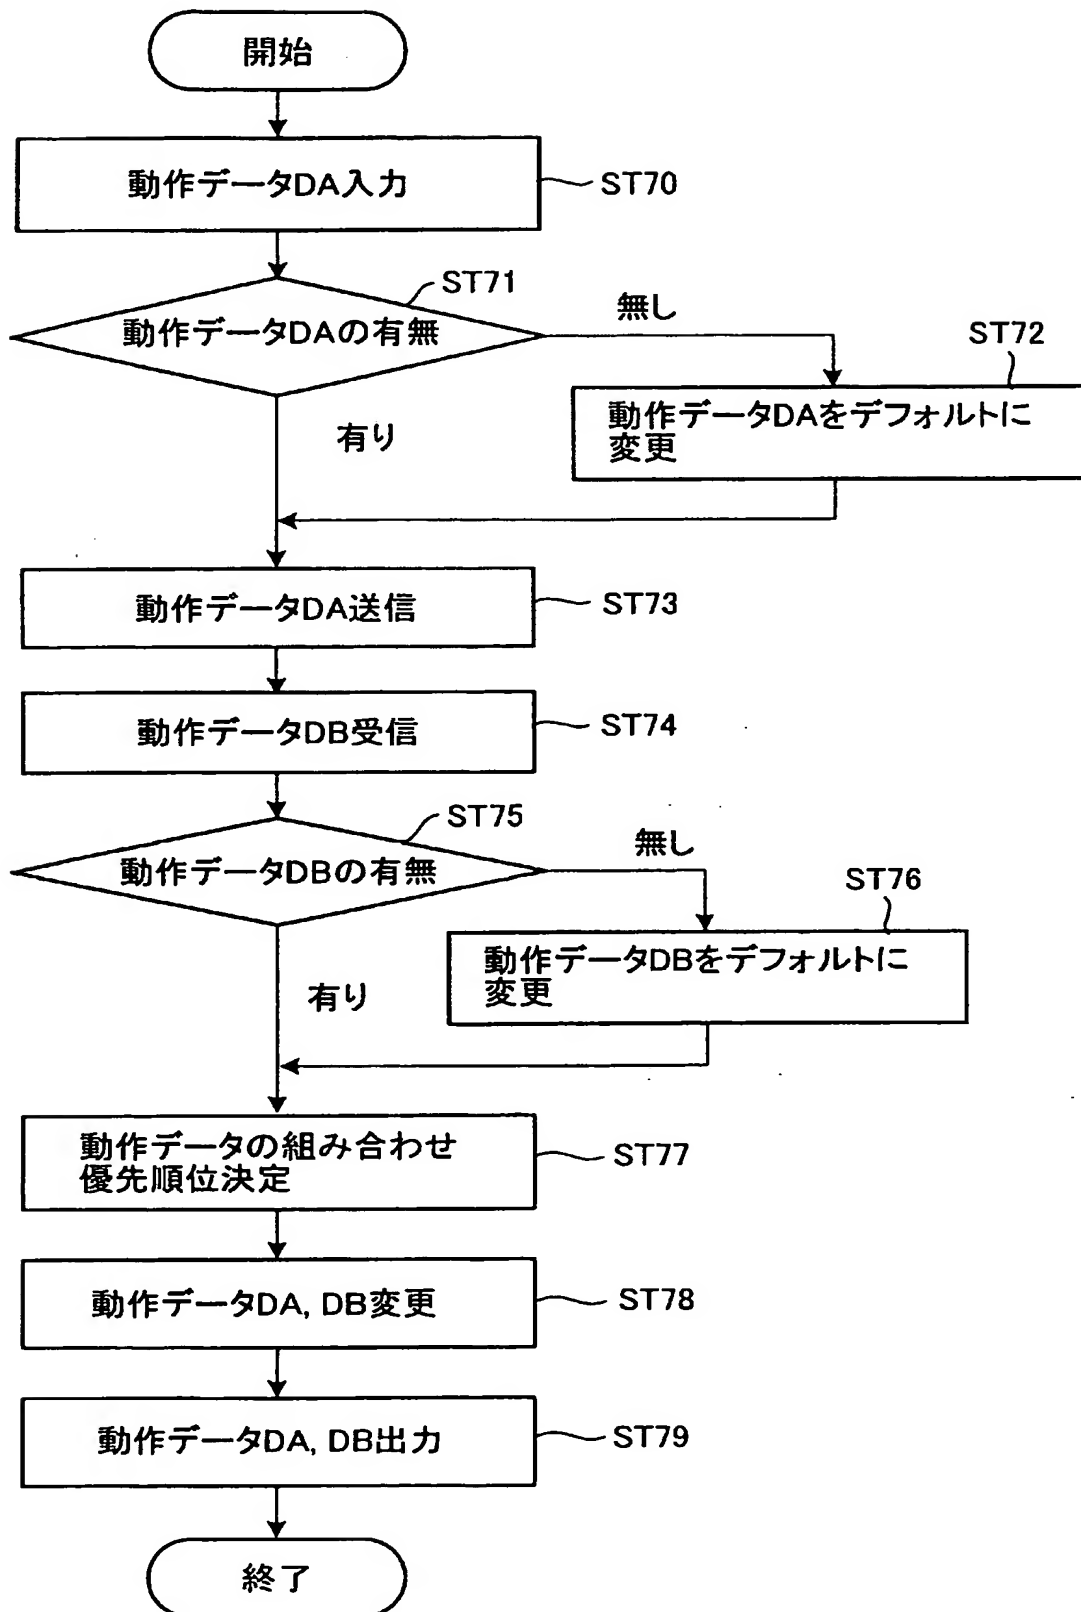 開始
動作データDA入力
ST70
ST71
動作データDAの有無
無し
ST72
動作データDAをデフォルトに
変更
有り
動作データDA送信
ST73
動作データDB受信
ST74
ST75
動作データDBの有無
無し
ST76
動作データDBをデフォルトに
変更
有り
動作データの組み合わせ
優先順位決定
ST77
動作データDA, DB変更
ST78
動作データDA, DB出力
ST79
終了